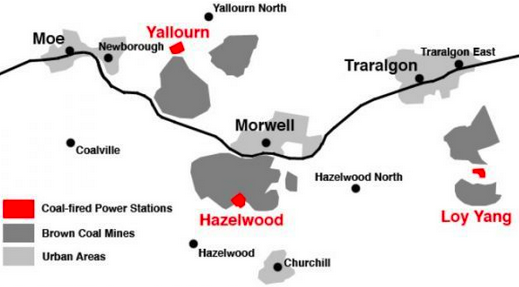 Yallourn North
Yallourn
Moe
Newborough
Traralgon East
Traralgon
Morwell
Coalville
Hazelwood North
Coal-fired Power Stations
Hazelwood
Loy Yang
Brown Coal Mines
Hazelwood
Urban Areas
Churchill